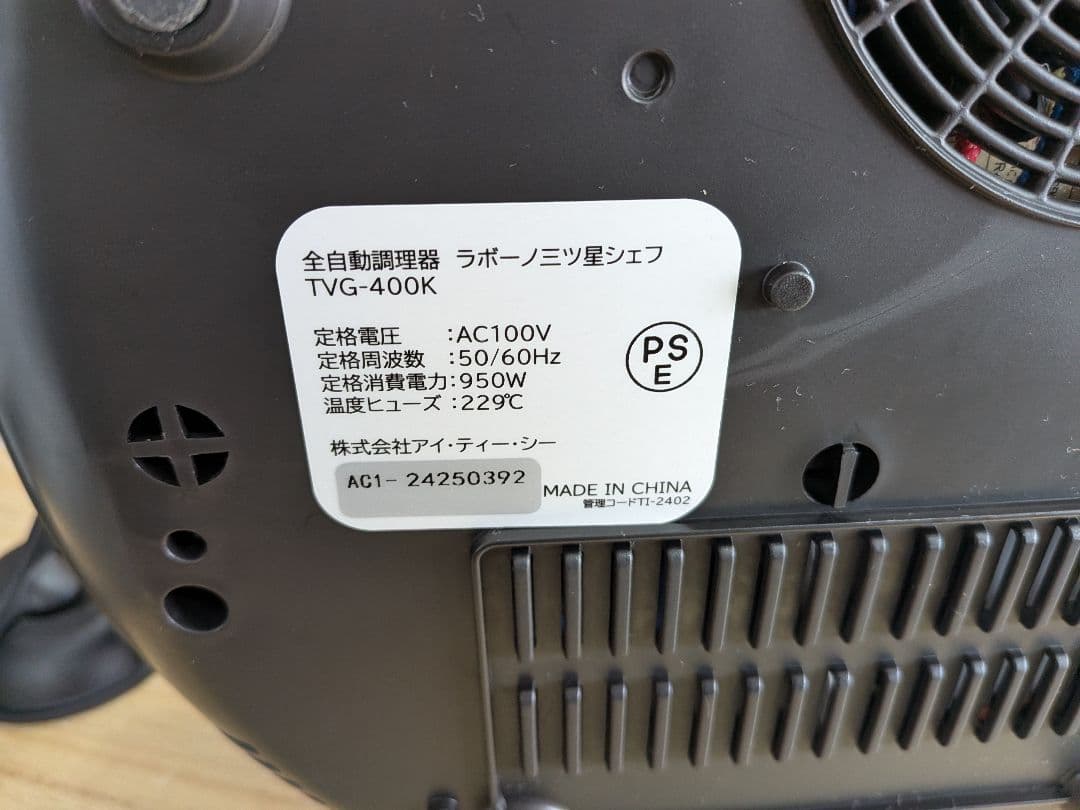 全自動調理器 ラボーノ三ツ星シェフ
TVG-400K
定格電圧 :AC100V
定格周波数 :50/60Hz
定格消費電力:950W
温度ヒューズ :229℃
PS
E
株式会社アイ・ティー・シー
AC1- 24250392
MADE IN CHINA
管理コードTI-2402